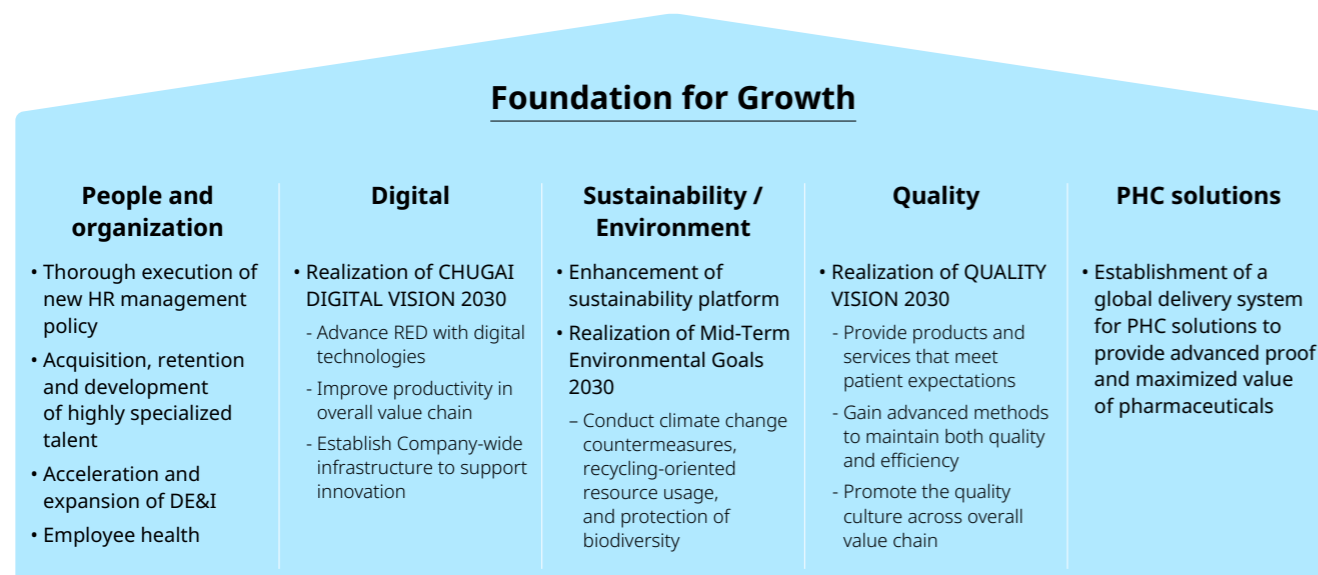 Foundation for Growth
People and
organization
• Thorough execution of
new HR management
policy
• Acquisition, retention
and development
of highly specialized
talent
• Acceleration and
expansion of DE&I
• Employee health
Digital
• Realization of CHUGAI
DIGITAL VISION 2030
- Advance RED with digital
technologies
- Improve productivity in
overall value chain
- Establish Company-wide
infrastructure to support
innovation
Sustainability /
Environment
• Enhancement of
sustainability platform
• Realization of Mid-Term
Environmental Goals
2030
– Conduct climate change
countermeasures,
recycling-oriented
resource usage,
and protection of
biodiversity
Quality
• Realization of QUALITY
VISION 2030
- Provide products and
services that meet
patient expectations
- Gain advanced methods
to maintain both quality
and efficiency
- Promote the quality
culture across overall
value chain
PHC solutions
• Establishment of a
global delivery system
for PHC solutions to
provide advanced proof
and maximized value
of pharmaceuticals